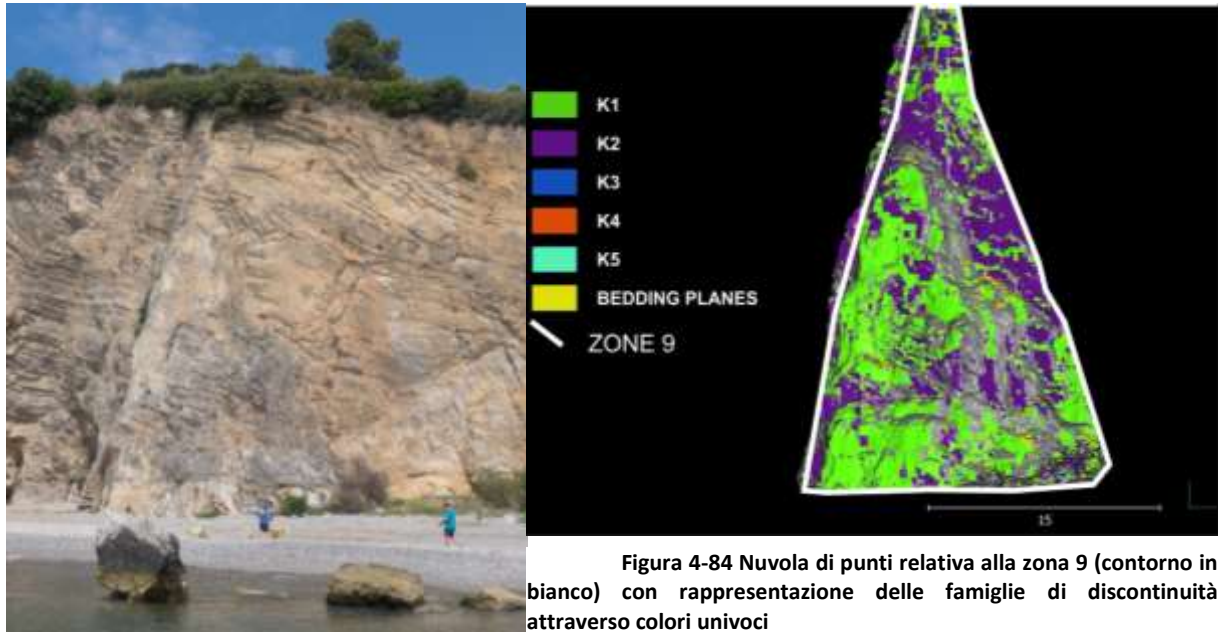 K1
K2
K3
K4
K5
BEDDING PLANES
ZONE 9
15
Figura 4-84 Nuvola di punti relativa alla zona 9 (contorno in
bianco) con rappresentazione delle famiglie di discontinuità
attraverso colori univoci